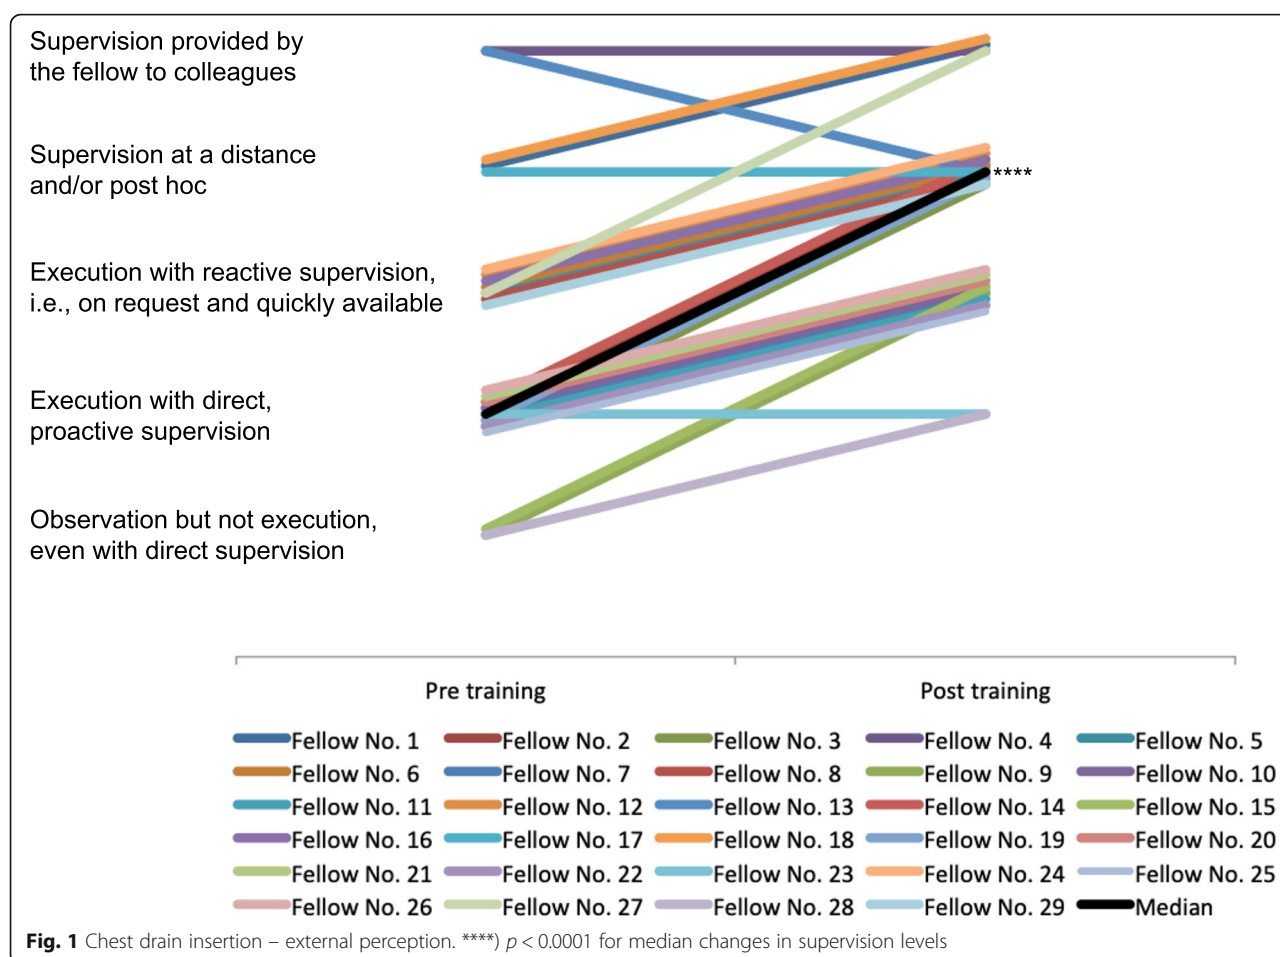 Supervision provided by
the fellow to colleagues
Supervision at a distance
and/or post hoc
****
Execution with reactive supervision,
i.e., on request and quickly available
Execution with direct,
proactive supervision
Observation but not execution,
even with direct supervision
Pre training Post training
Fellow No. 1 Fellow No. 2 Fellow No. 3 Fellow No. 4 Fellow No. 5
Fellow No. 6 Fellow No. 7 Fellow No. 8 Fellow No. 9 Fellow No. 10
Fellow No. 11 Fellow No. 12 Fellow No. 13 Fellow No. 14 Fellow No. 15
Fellow No. 16 Fellow No. 17 Fellow No. 18 Fellow No. 19 Fellow No. 20
Fellow No. 21 Fellow No. 22 Fellow No. 23 Fellow No. 24 Fellow No. 25
Fellow No. 26 Fellow No. 27 Fellow No. 28 Fellow No. 29 Median
Fig. 1 Chest drain insertion – external perception. ****) p < 0.0001 for median changes in supervision levels